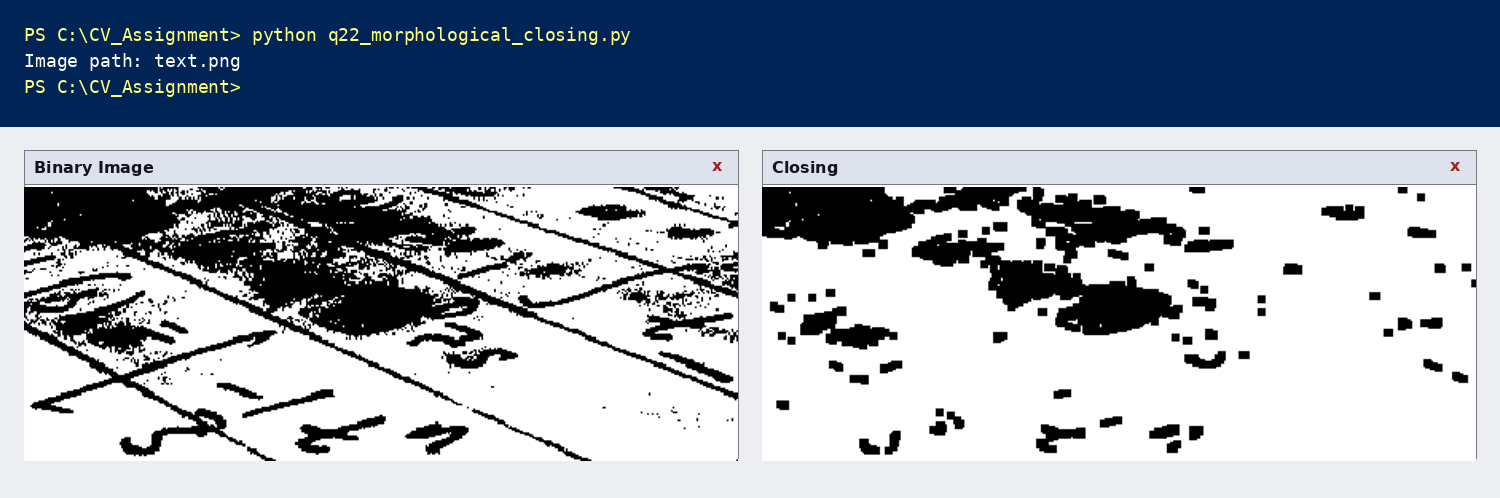 PS C:\CV_Assignment> python q22_morphological_closing.py
Image path: text.png
PS C:\CV_Assignment>
Binary Image x
Closing x